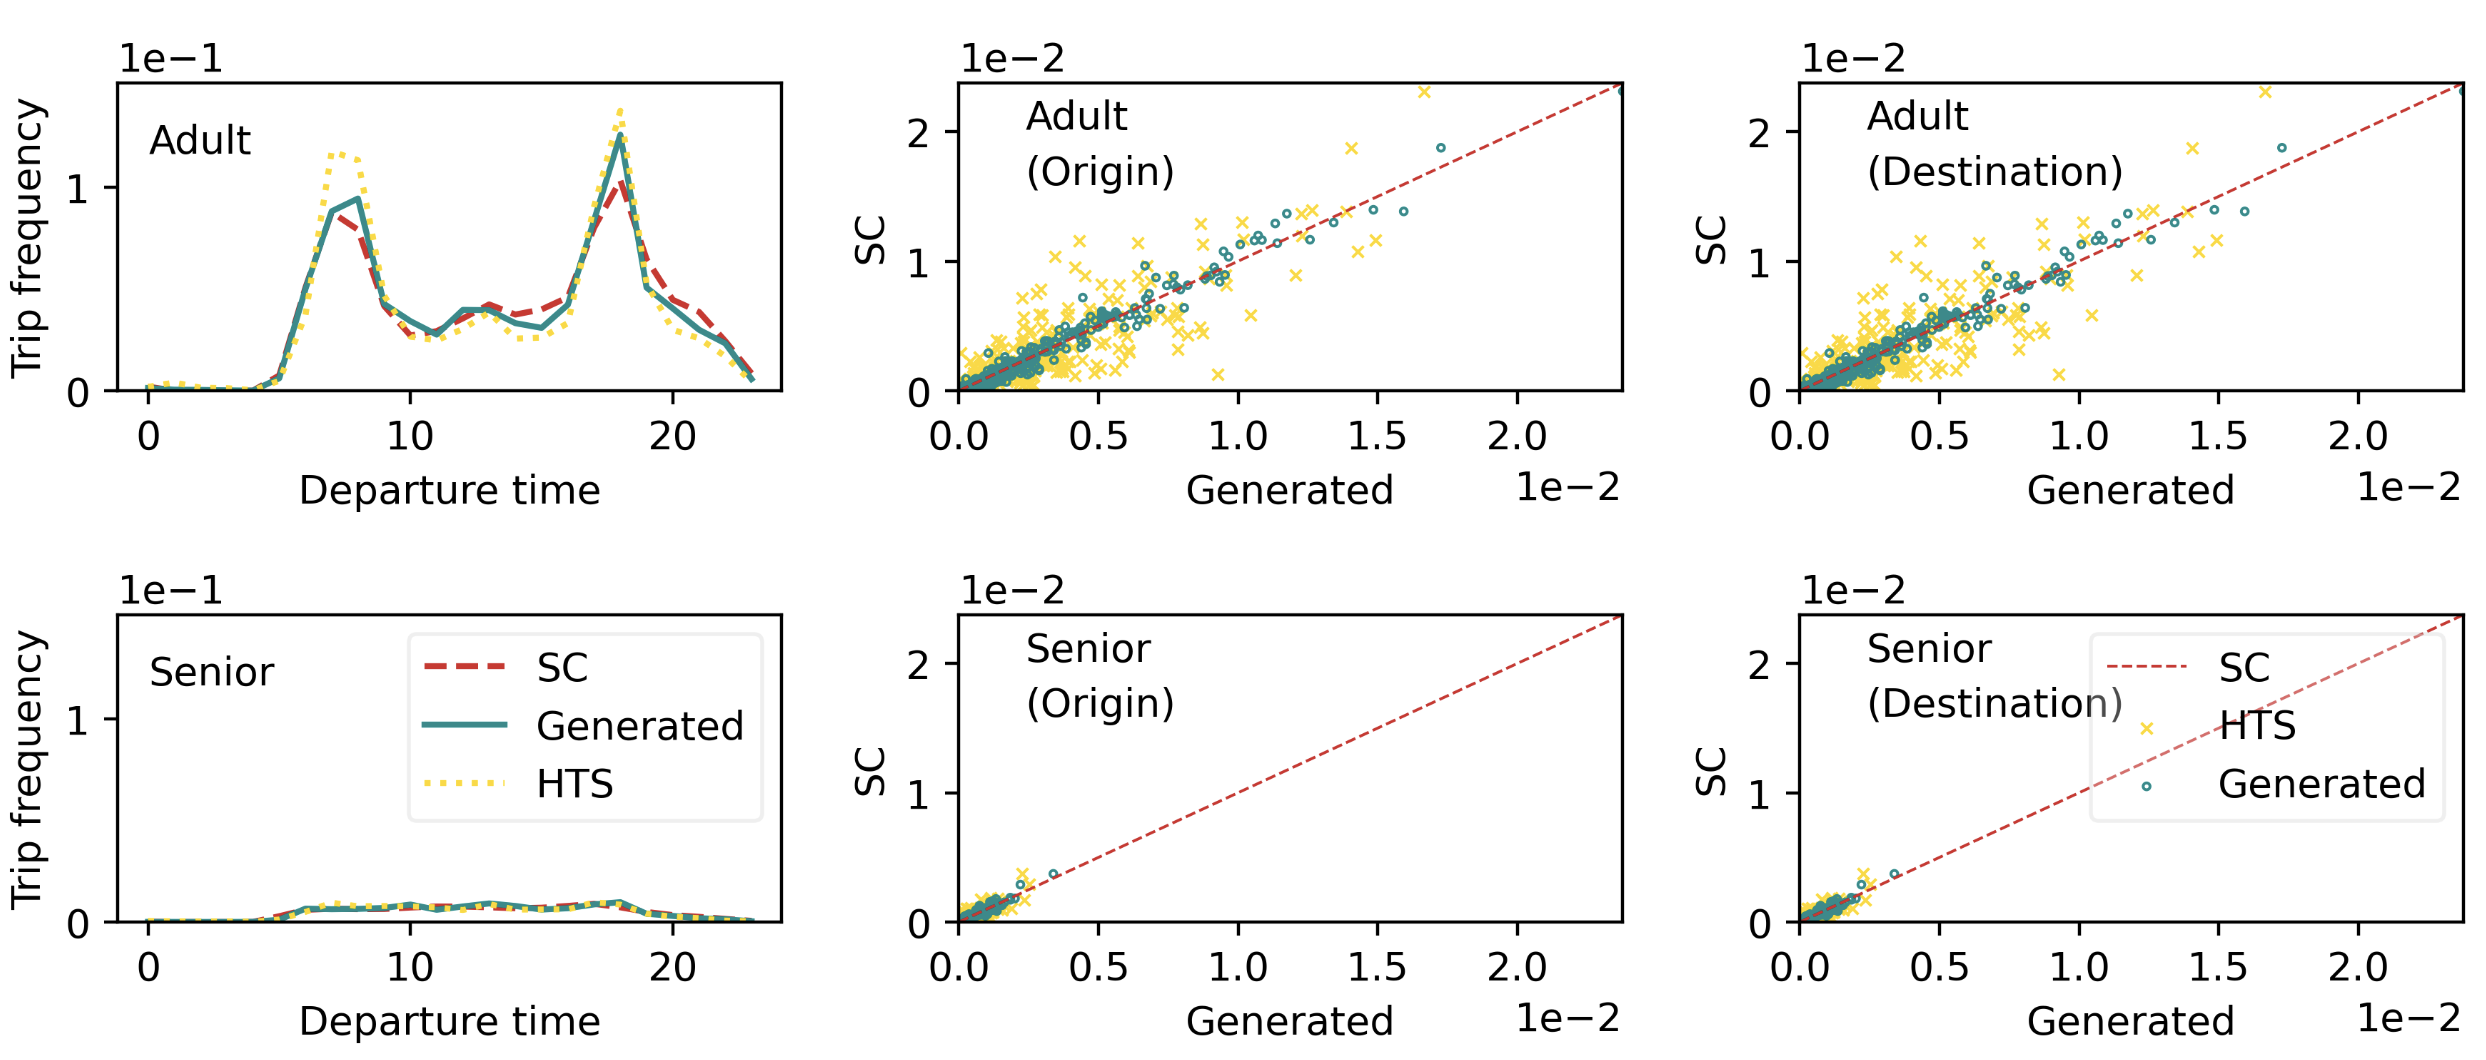 1e−1
Trip frequency
1
0
Adult
0 10 20
Departure time
1e−2
SC
2
1
0
Adult
(Origin)
0.0 0.5 1.0 1.5 2.0
Generated
1e−2
1e−2
SC
2
1
0
Adult
(Destination)
0.0 0.5 1.0 1.5 2.0
Generated
1e−2
1e−1
Trip frequency
1
0
Senior
SC
Generated
HTS
0 10 20
Departure time
1e−2
SC
2
1
0
Senior
(Origin)
0.0 0.5 1.0 1.5 2.0
Generated
1e−2
1e−2
SC
2
1
0
Senior
(Destination)
SC
HTS
Generated
0.0 0.5 1.0 1.5 2.0
Generated
1e−2